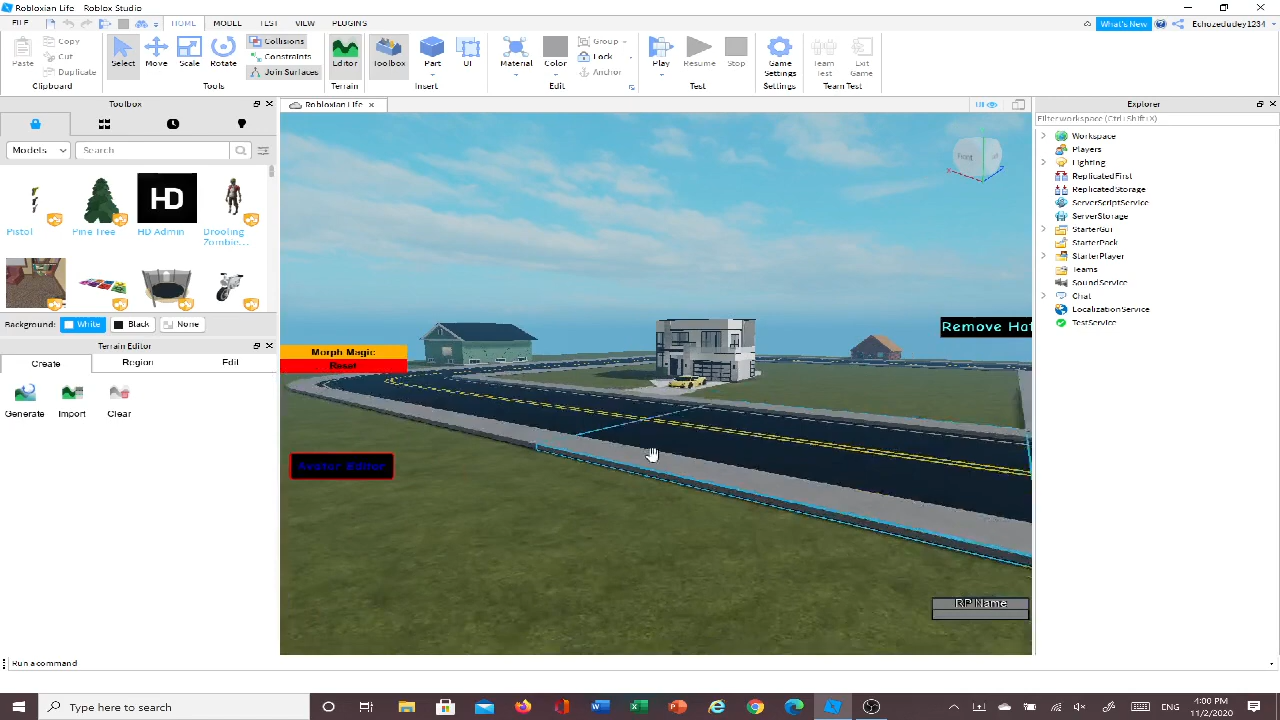 Robloxian Life - Roblox Studio
FILE HOME MODEL TEST VIEW PLUGINS What's New Echozedudey1234
Paste Copy Cut Duplicate Select Move Scale Rotate Collisions Constraints Join Surfaces Editor Toolbox Part UI Material Color Group Lock Anchor Play Resume Stop Game Settings Team Test Exit Game
Clipboard Tools Terrain Insert Edit Test Settings Team Test
Toolbox
Models Search
Pistol Pine Tree HD Admin Drooling Zombie...
HD
Background: White Black None
Terrain Editor
Create Region Edit
Generate Import Clear
Robloxian Life UI
Front
X Z
Morph Magic
Reset
Avatar Editor
Remove Hat
RP Name
Explorer
Filter workspace (Ctrl+Shift+X)
Workspace
Players
Lighting
ReplicatedFirst
ReplicatedStorage
ServerScriptService
ServerStorage
StarterGui
StarterPack
StarterPlayer
Teams
SoundService
Chat
LocalizationService
TestService
Run a command
Type here to search
ENG
4:00 PM
11/2/2020